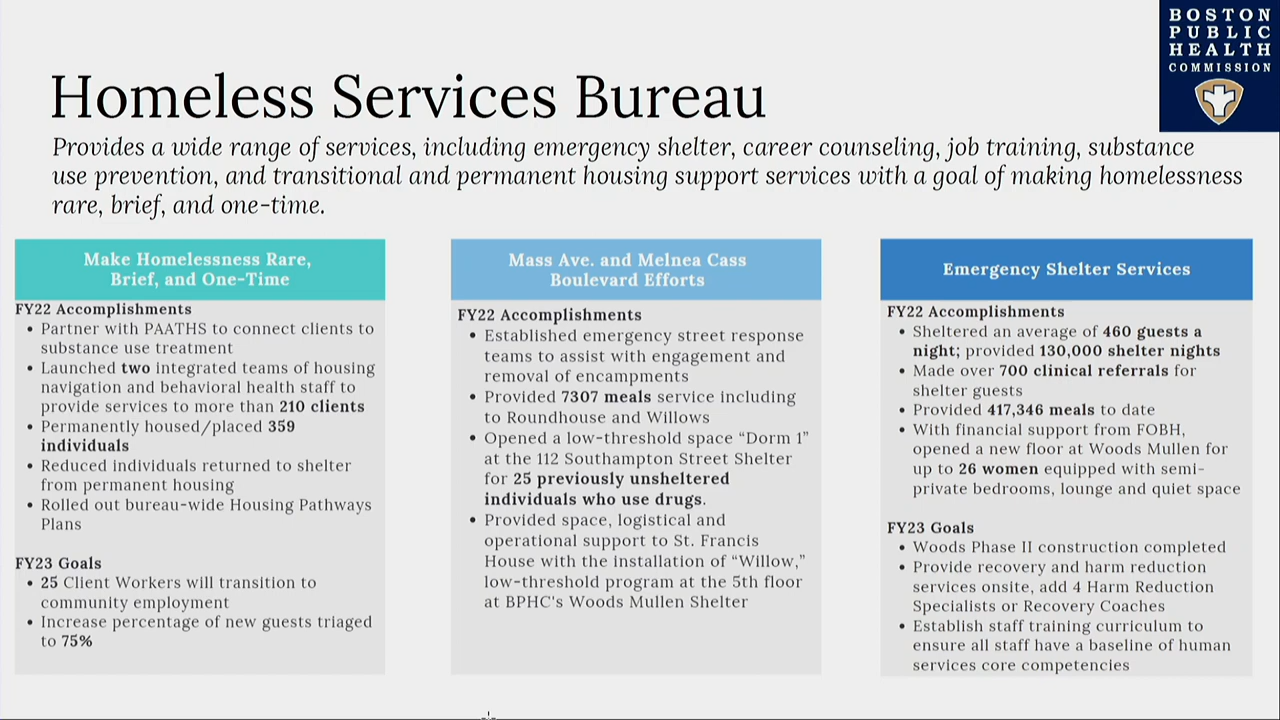 BOSTON
PUBLIC
HEALTH
COMMISSION
Homeless Services Bureau
Provides a wide range of services, including emergency shelter, career counseling, job training, substance
use prevention, and transitional and permanent housing support services with a goal of making homelessness
rare, brief, and one-time.
Make Homelessness Rare,
Brief, and One-Time
FY22 Accomplishments
• Partner with PAATHS to connect clients to
substance use treatment
• Launched two integrated teams of housing
navigation and behavioral health staff to
provide services to more than 210 clients
• Permanently housed/placed 359
individuals
• Reduced individuals returned to shelter
from permanent housing
• Rolled out bureau-wide Housing Pathways
Plans
FY23 Goals
• 25 Client Workers will transition to
community employment
• Increase percentage of new guests triaged
to 75%
Mass Ave. and Melnea Cass
Boulevard Efforts
FY22 Accomplishments
• Established emergency street response
teams to assist with engagement and
removal of encampments
• Provided 7307 meals service including
to Roundhouse and Willows
• Opened a low-threshold space “Dorm 1”
at the 112 Southampton Street Shelter
for 25 previously unsheltered
individuals who use drugs.
• Provided space, logistical and
operational support to St. Francis
House with the installation of “Willow,”
low-threshold program at the 5th floor
at BPHC's Woods Mullen Shelter
Emergency Shelter Services
FY22 Accomplishments
• Sheltered an average of 460 guests a
night; provided 130,000 shelter nights
• Made over 700 clinical referrals for
shelter guests
• Provided 417,346 meals to date
• With financial support from FOBH,
opened a new floor at Woods Mullen for
up to 26 women equipped with semi-
private bedrooms, lounge and quiet space
FY23 Goals
• Woods Phase II construction completed
• Provide recovery and harm reduction
services onsite, add 4 Harm Reduction
Specialists or Recovery Coaches
• Establish staff training curriculum to
ensure all staff have a baseline of human
services core competencies